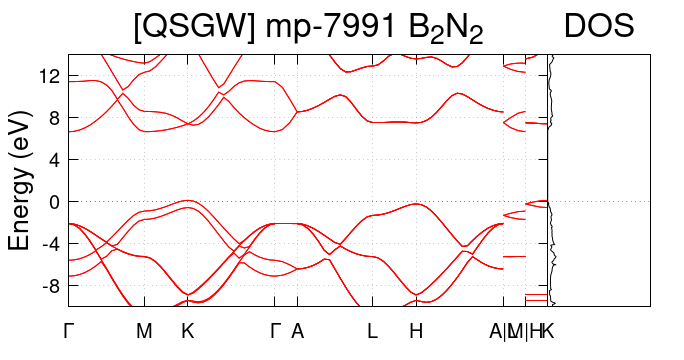 [QSGW] mp-7991 B₂N₂ DOS
Energy (eV)
12
8
4
0
-4
-8
Γ M K Γ A L H A|L M|H K